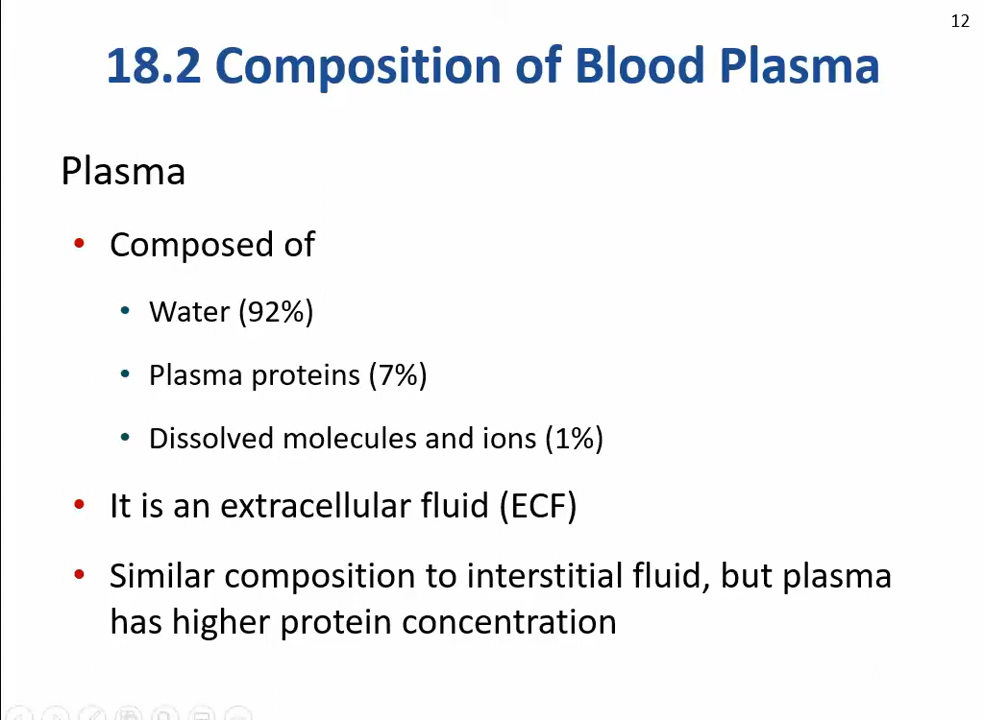 12
18.2 Composition of Blood Plasma
Plasma
• Composed of
• Water (92%)
• Plasma proteins (7%)
• Dissolved molecules and ions (1%)
• It is an extracellular fluid (ECF)
• Similar composition to interstitial fluid, but plasma
has higher protein concentration